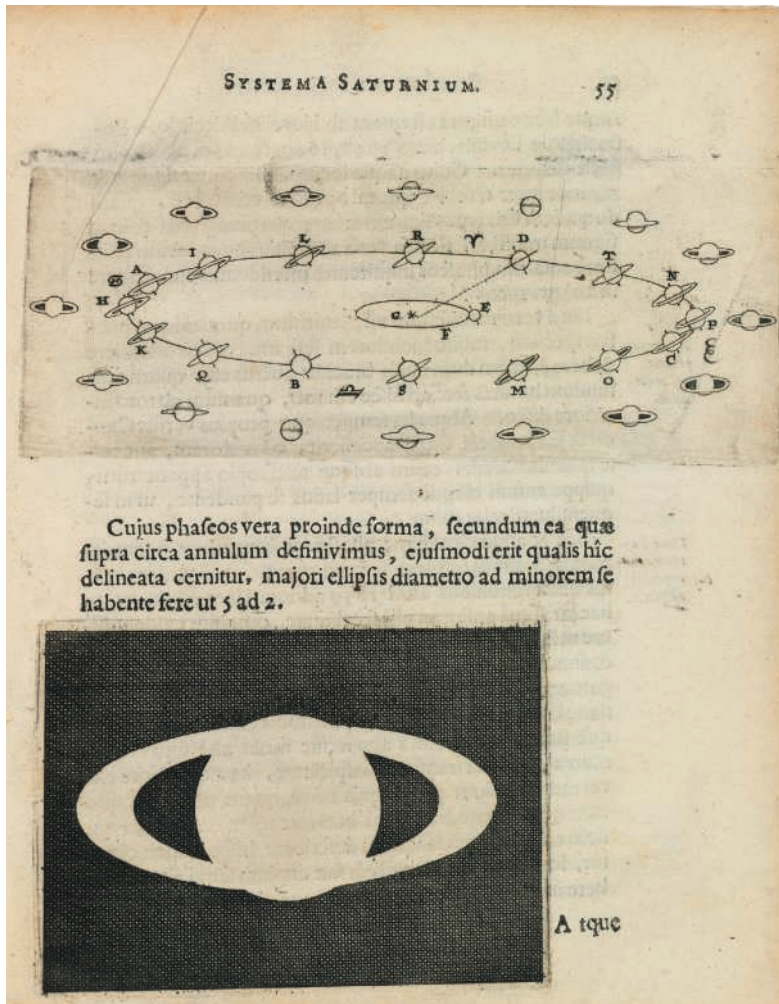 SYSTEMA SATURNIUM. 55
L R ♈ D
I T
A N
♋
H G E P
F
K C ♑
Q O
B ♎ S M
Cujus phaſeos vera proinde forma, ſecundum ea quæ
ſupra circa annulum definivimus, ejuſmodi erit qualis hîc
delineata cernitur, majori ellipſis diametro ad minorem ſe
habente fere ut 5 ad 2.
A tque